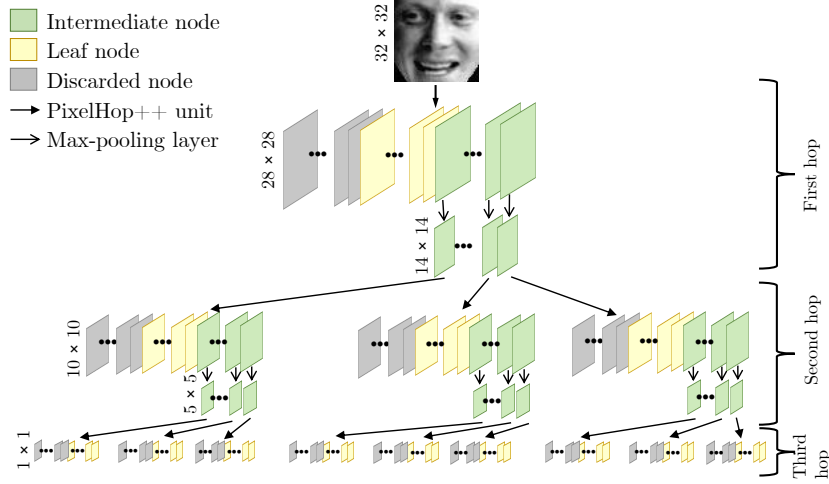 Intermediate node
Leaf node
Discarded node
PixelHop++ unit
Max-pooling layer
32 × 32
28 × 28
14 × 14
First hop
10 × 10
5 × 5
Second hop
1 × 1
Third
hop